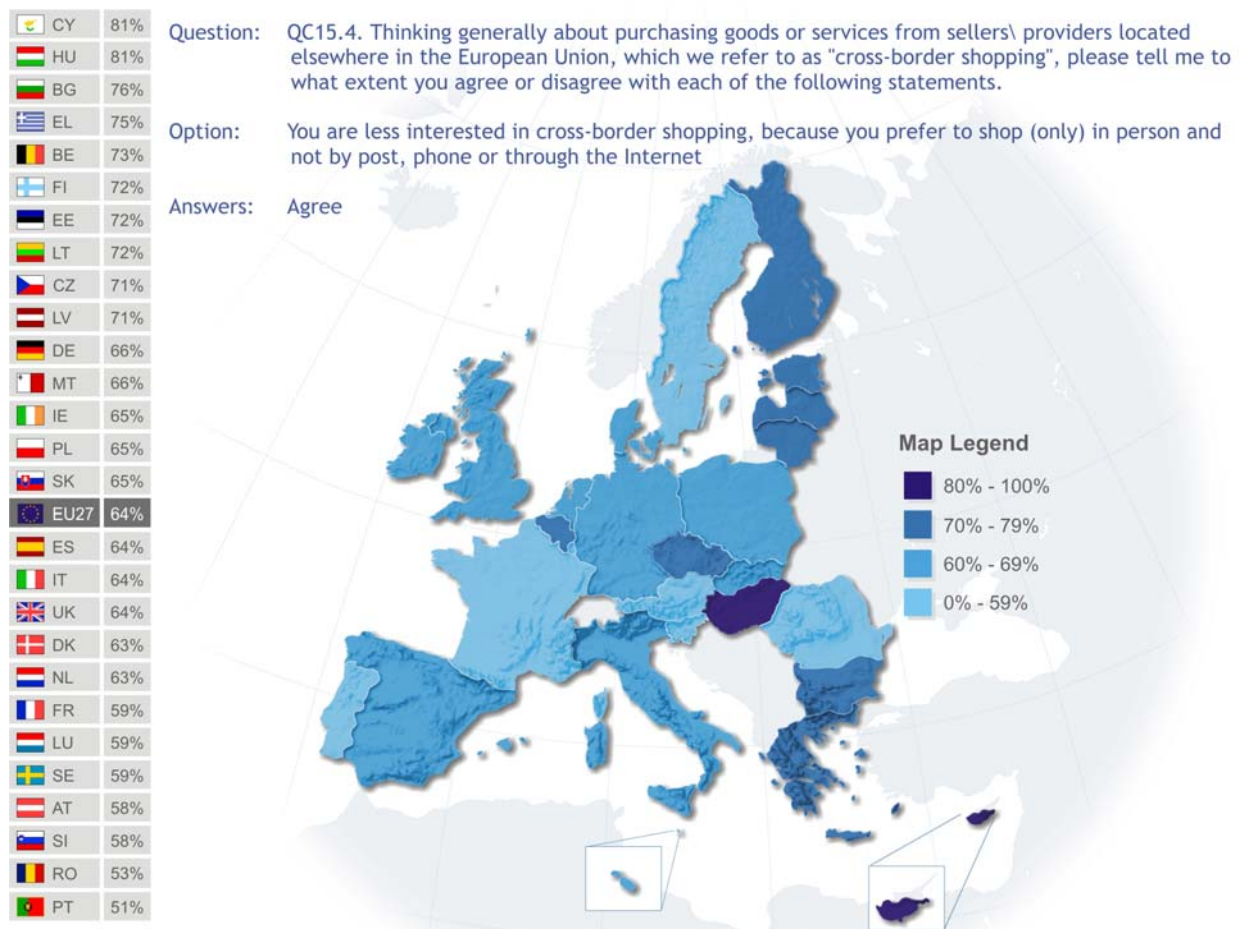 CY 81%
HU 81%
BG 76%
EL 75%
BE 73%
FI 72%
EE 72%
LT 72%
CZ 71%
LV 71%
DE 66%
MT 66%
IE 65%
PL 65%
SK 65%
EU27 64%
ES 64%
IT 64%
UK 64%
DK 63%
NL 63%
FR 59%
LU 59%
SE 59%
AT 58%
SI 58%
RO 53%
PT 51%
Question: QC15.4. Thinking generally about purchasing goods or services from sellers\ providers located
elsewhere in the European Union, which we refer to as "cross-border shopping", please tell me to
what extent you agree or disagree with each of the following statements.
Option: You are less interested in cross-border shopping, because you prefer to shop (only) in person and
not by post, phone or through the Internet
Answers: Agree
Map Legend
80% - 100%
70% - 79%
60% - 69%
0% - 59%